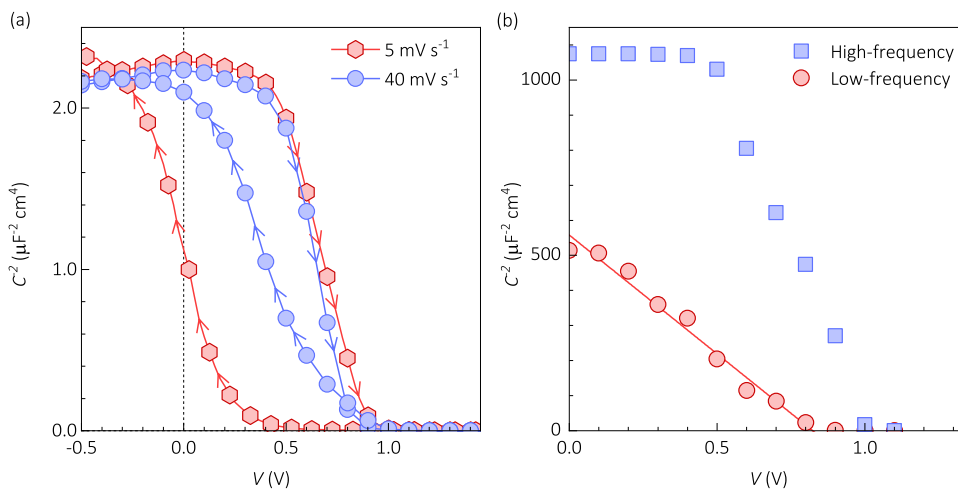 (a)
5 mV s⁻¹
40 mV s⁻¹
2.0
1.0
0.0
C⁻² (μF⁻² cm⁴)
-0.5
0.0
0.5
1.0
V (V)
(b)
High-frequency
Low-frequency
1000
500
0
C⁻² (μF⁻² cm⁴)
0.0
0.5
1.0
V (V)